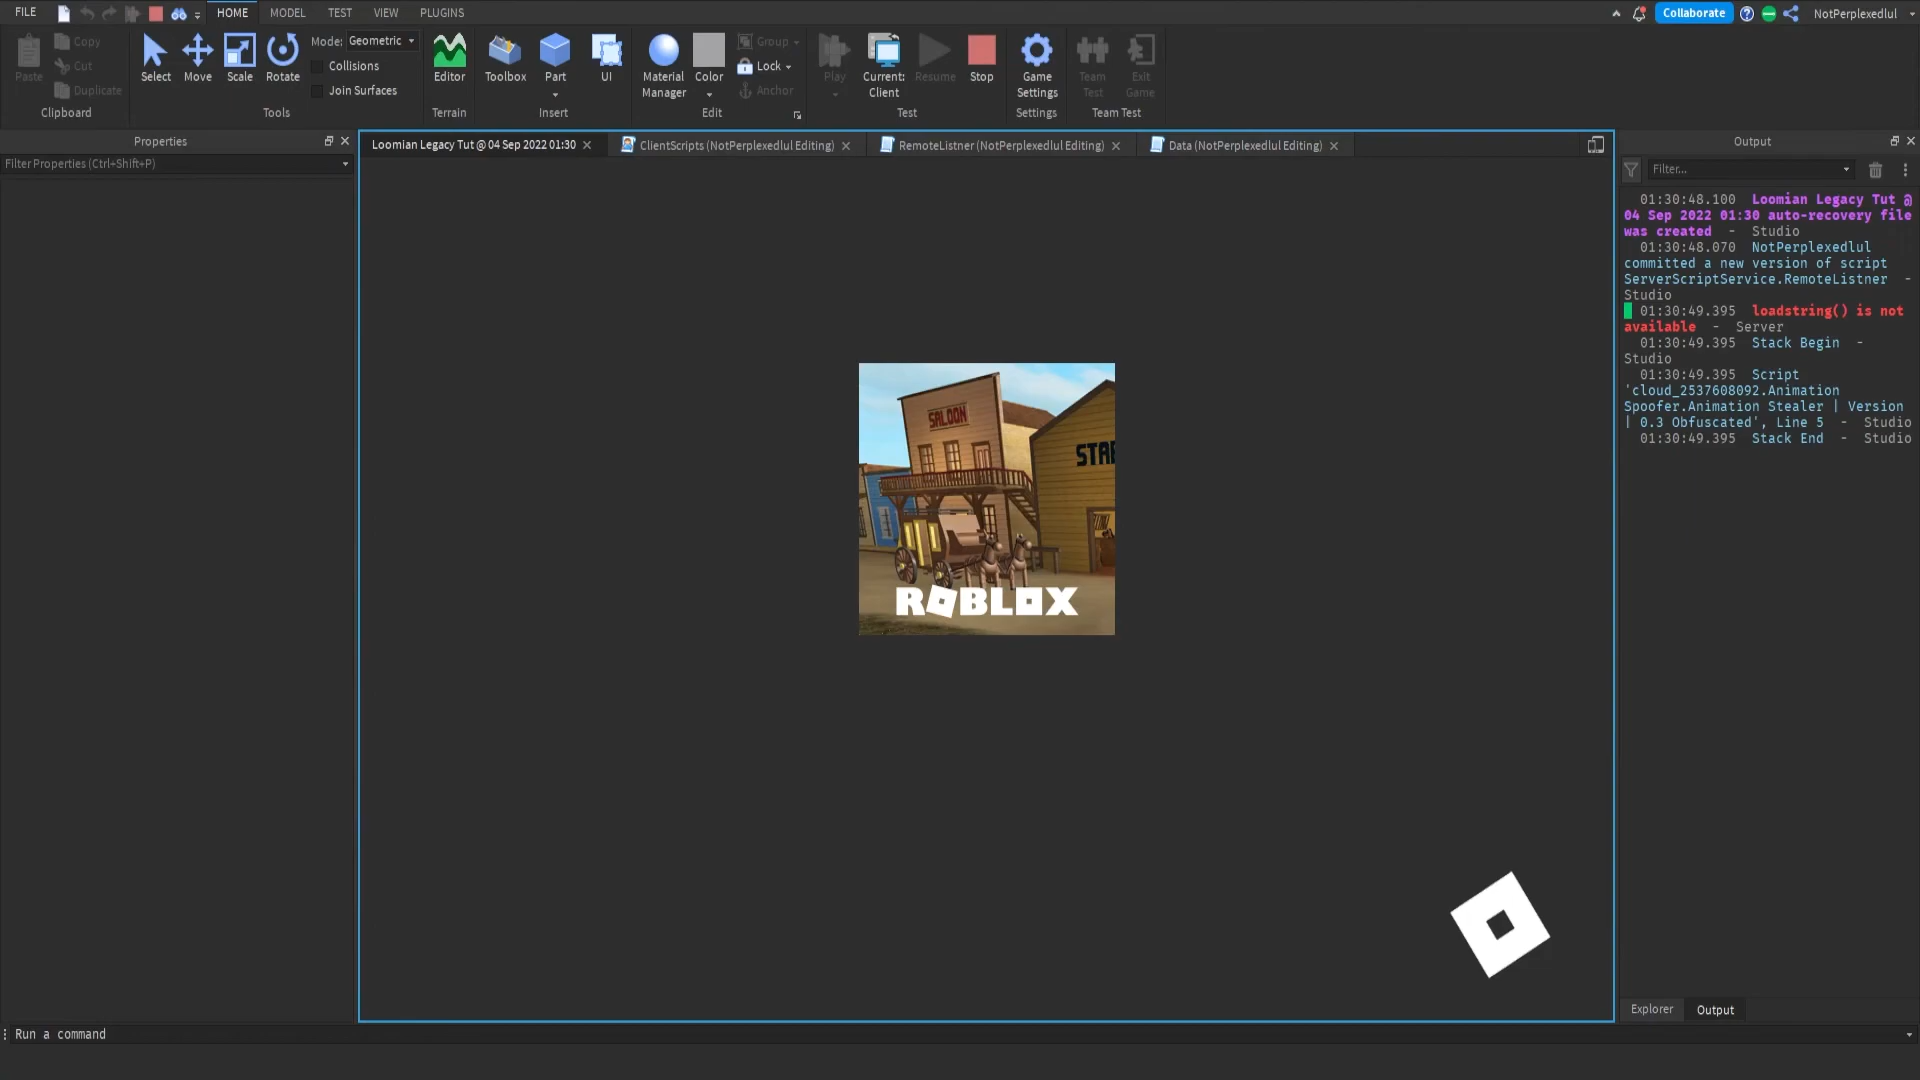 FILE
HOME
MODEL
TEST
VIEW
PLUGINS
Collaborate
NotPerplexedlul
Paste
Copy
Cut
Duplicate
Clipboard
Select
Move
Scale
Rotate
Mode: Geometric
Collisions
Join Surfaces
Tools
Editor
Terrain
Toolbox
Part
UI
Insert
Material
Manager
Color
Group
Lock
Anchor
Edit
Play
Current:
Client
Resume
Stop
Test
Game
Settings
Settings
Team
Test
Exit
Game
Team Test
Properties
Filter Properties (Ctrl+Shift+P)
Loomian Legacy Tut @ 04 Sep 2022 01:30
ClientScripts (NotPerplexedlul Editing)
RemoteListner (NotPerplexedlul Editing)
Data (NotPerplexedlul Editing)
SALOON
STAB
ROBLOX
Output
Filter...
01:30:48.100 Loomian Legacy Tut @
04 Sep 2022 01:30 auto-recovery file
was created - Studio
01:30:48.070 NotPerplexedlul
committed a new version of script
ServerScriptService.RemoteListner -
Studio
01:30:49.395 loadstring() is not
available - Server
01:30:49.395 Stack Begin -
Studio
01:30:49.395 Script
'cloud_2537608092.Animation
Spoofer.Animation Stealer | Version
| 0.3 Obfuscated', Line 5 - Studio
01:30:49.395 Stack End - Studio
Explorer
Output
Run a command